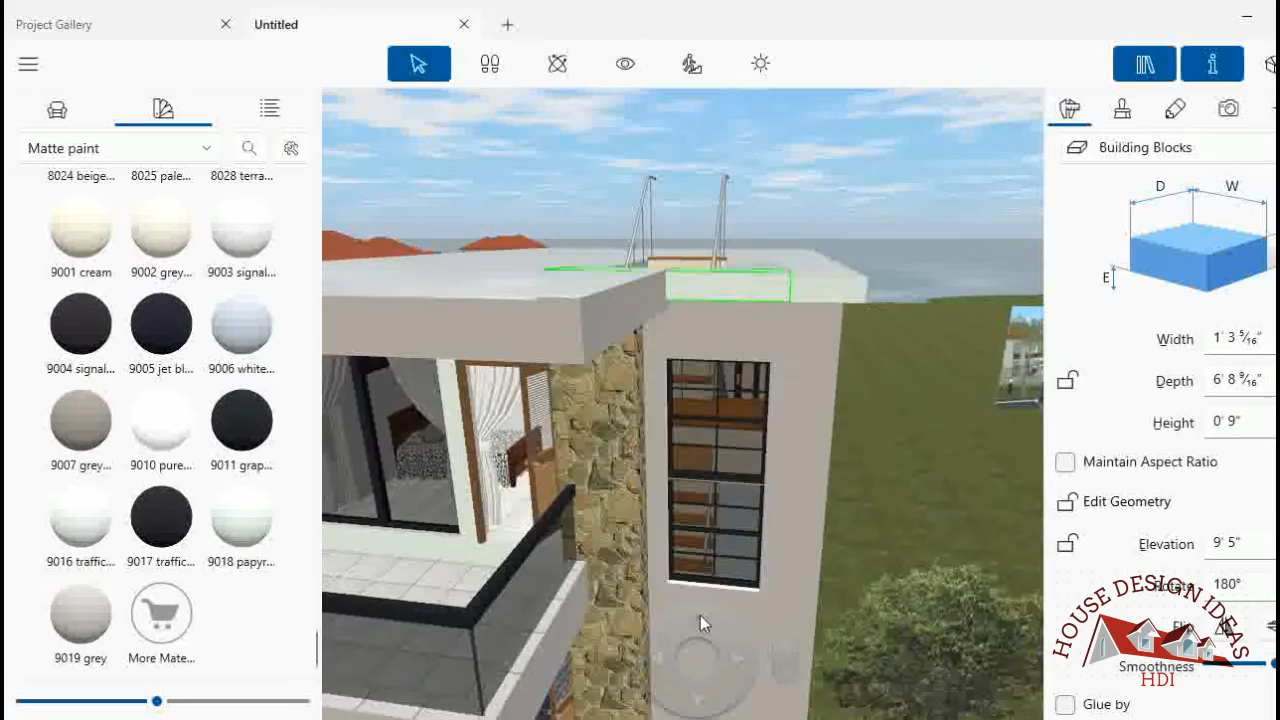 Project Gallery
Untitled
Matte paint
8024 beige...
8025 pale...
8028 terra...
9001 cream
9002 grey...
9003 signal...
9004 signal...
9005 jet bl...
9006 white...
9007 grey...
9010 pure...
9011 grap...
9016 traffic...
9017 traffic...
9018 papyr...
9019 grey
More Mate...
Building Blocks
D
W
E
Width 1' 3 5/16"
Depth 6' 8 9/16"
Height 0' 9"
Maintain Aspect Ratio
Edit Geometry
Elevation 9' 5"
Rotate 180°
Flip
Smoothness
Glue by
HOUSE DESIGN IDEAS
HDI